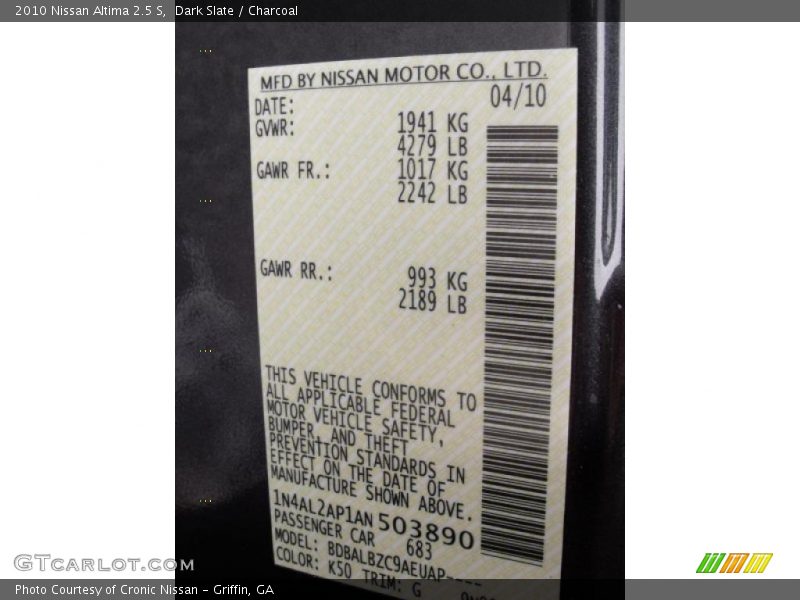 2010 Nissan Altima 2.5 S, Dark Slate / Charcoal
MFD BY NISSAN MOTOR CO., LTD.
DATE: 04/10
GVWR: 1941 KG
4279 LB
GAWR FR.: 1017 KG
2242 LB
GAWR RR.: 993 KG
2189 LB
THIS VEHICLE CONFORMS TO
ALL APPLICABLE FEDERAL
MOTOR VEHICLE SAFETY,
BUMPER, AND THEFT
PREVENTION STANDARDS IN
EFFECT ON THE DATE OF
MANUFACTURE SHOWN ABOVE.
1N4AL2AP1AN503890
PASSENGER CAR 683
MODEL: BDBALBZC9AEUAP----
COLOR: K50 TRIM: G
GTCARLOT.COM
Photo Courtesy of Cronic Nissan - Griffin, GA